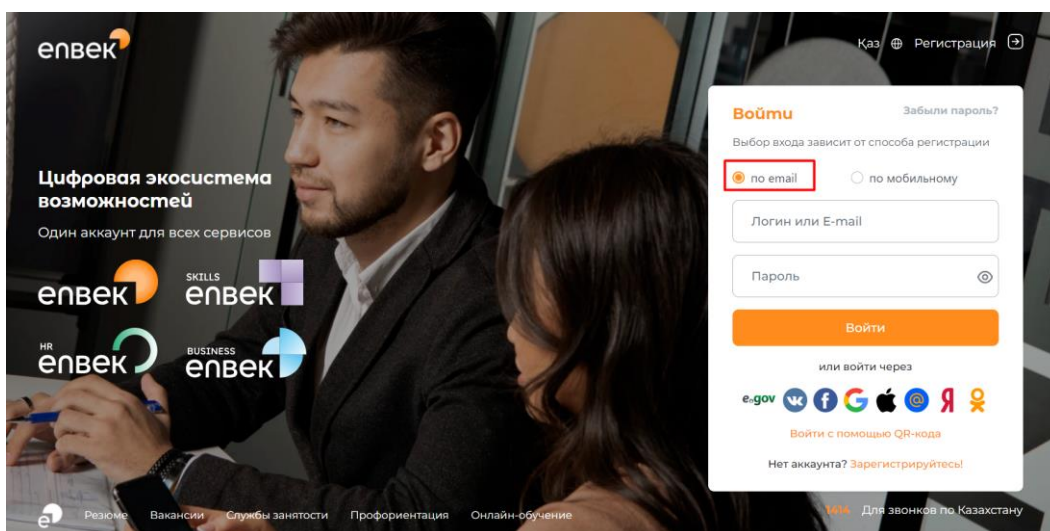 enbek
Қаз Регистрация
Войти
Забыли пароль?
Выбор входа зависит от способа регистрации
по email
по мобильному
Логин или E-mail
Пароль
Войти
или войти через
e.gov
Войти с помощью QR-кода
Нет аккаунта? Зарегистрируйтесь!
Цифровая экосистема
возможностей
Один аккаунт для всех сервисов
enbek
SKILLS
enbek
HR
enbek
BUSINESS
enbek
Резюме Вакансии Службы занятости Профориентация Онлайн-обучение
1414 Для звонков по Казахстану